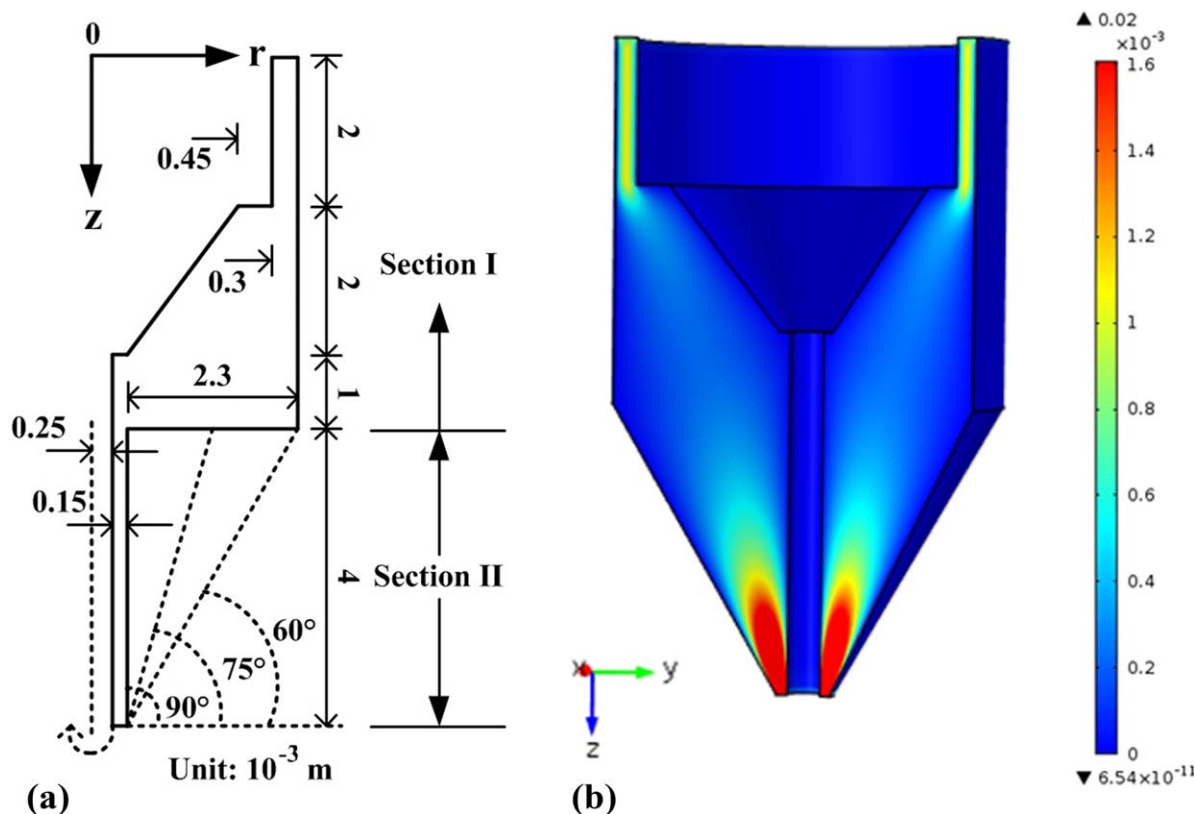 0
r
z
0.45
0.3
2
2
1
4
2.3
0.25
0.15
Section I
Section II
60°
75°
90°
Unit: 10⁻³ m
(a)
x
y
z
(b)
▲ 0.02
×10⁻³
1.6
1.4
1.2
1
0.8
0.6
0.4
0.2
0
▼ 6.54×10⁻¹¹